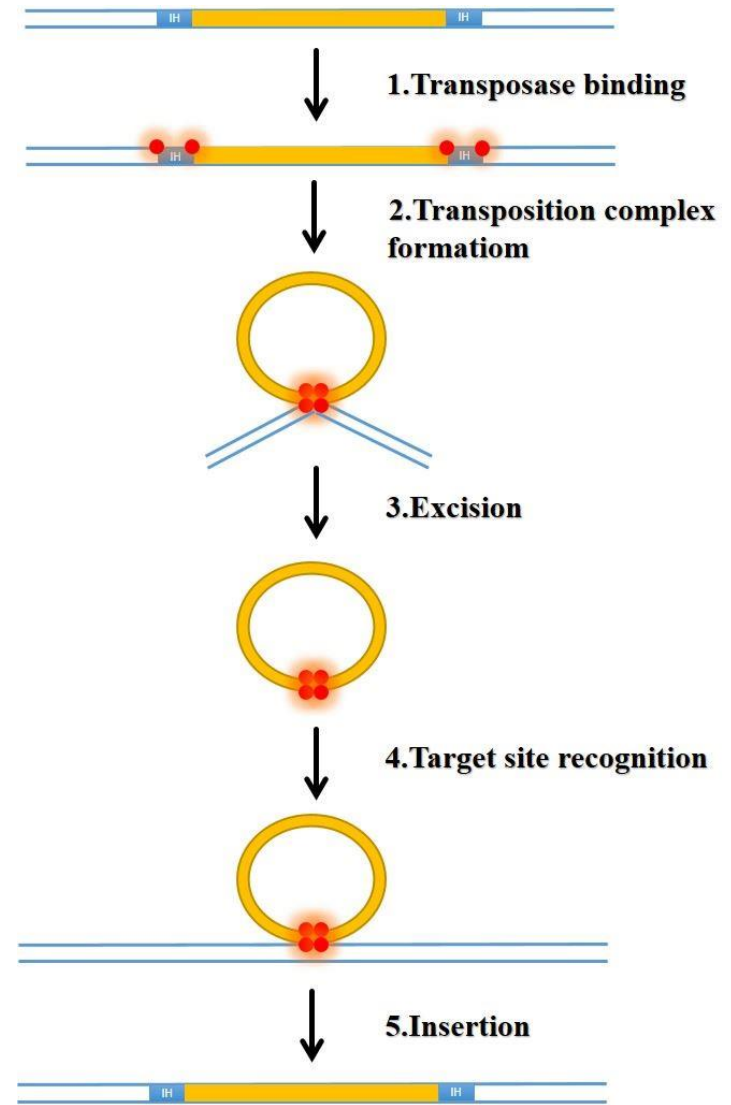 IH IH
1.Transposase binding
IH IH
2.Transposition complex
formatiom
3.Excision
4.Target site recognition
5.Insertion
IH IH